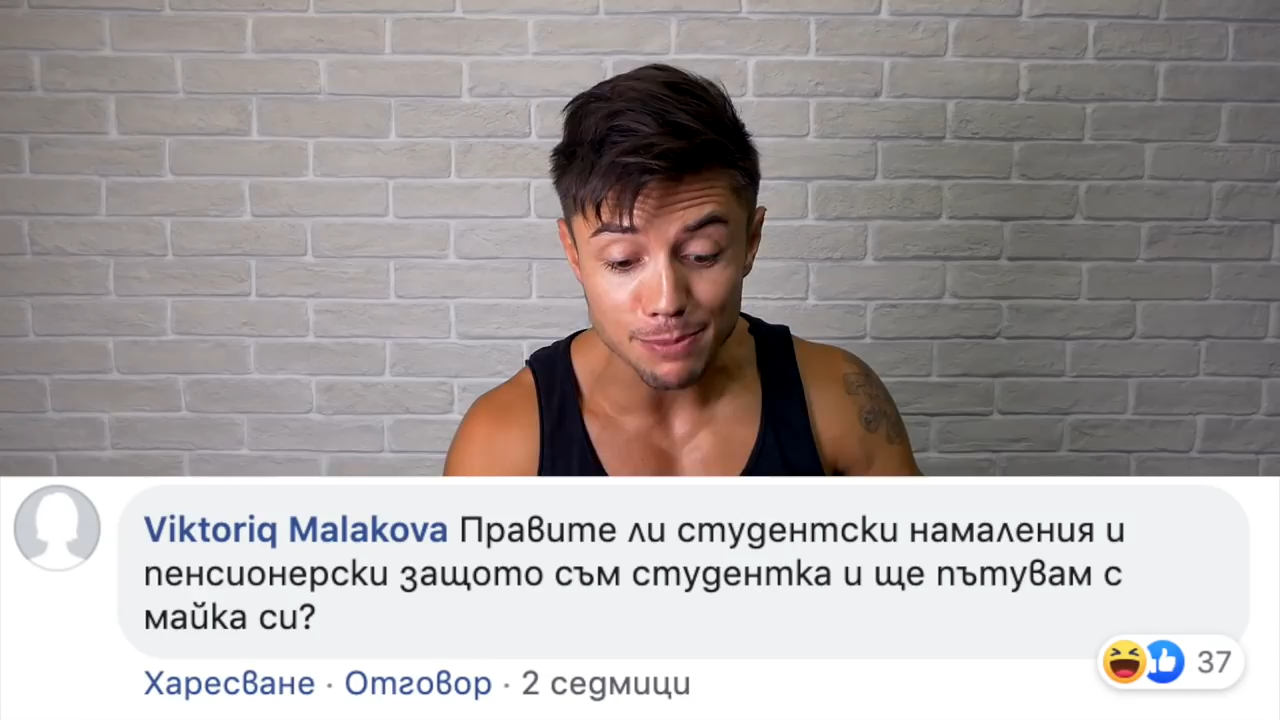 Viktoriq Malakova Правите ли студентски намаления и
пенсионерски защото съм студентка и ще пътувам с
майка си?
37
Харесване · Отговор · 2 седмици